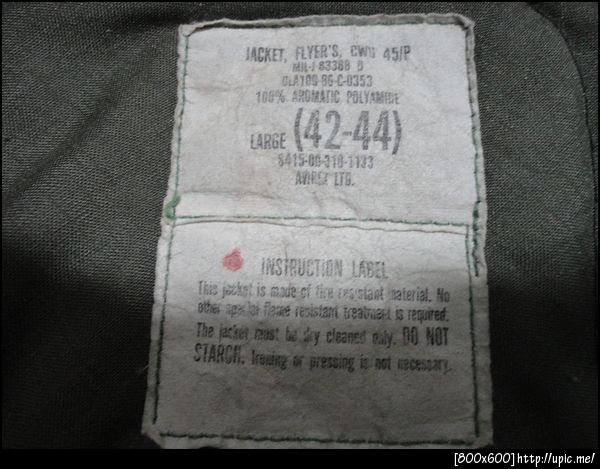 JACKET, FLYER'S, CWU 45/P
MIL-J 83388 D
DLA100-86-C-0353
100% AROMATIC POLYAMIDE
LARGE (42-44)
8415-00-310-1133
AVIREX LTD.
INSTRUCTION LABEL
This jacket is made of fire resistant material. No
other special flame resistant treatment is required.
The jacket must be dry cleaned only. DO NOT
STARCH. Ironing or pressing is not necessary.
[800x600]http://upic.me/